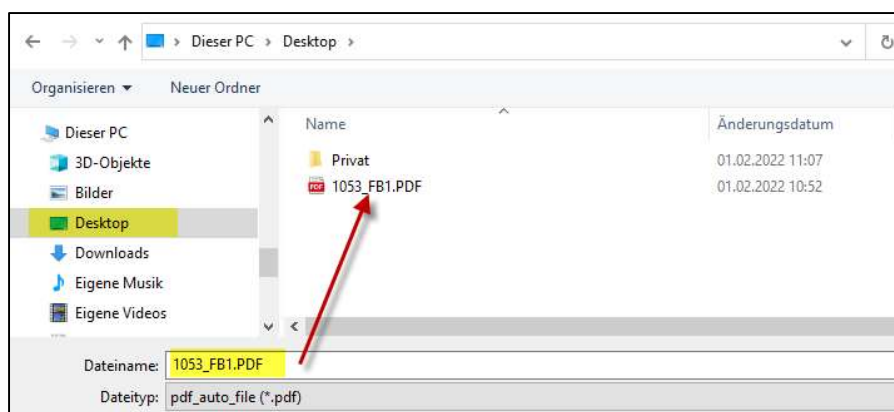 Dieser PC > Desktop >
Organisieren Neuer Ordner
Name Änderungsdatum
Dieser PC
3D-Objekte
Bilder
Desktop
Downloads
Eigene Musik
Eigene Videos
Privat 01.02.2022 11:07
PDF 1053_FB1.PDF 01.02.2022 10:52
Dateiname: 1053_FB1.PDF
Dateityp: pdf_auto_file (*.pdf)